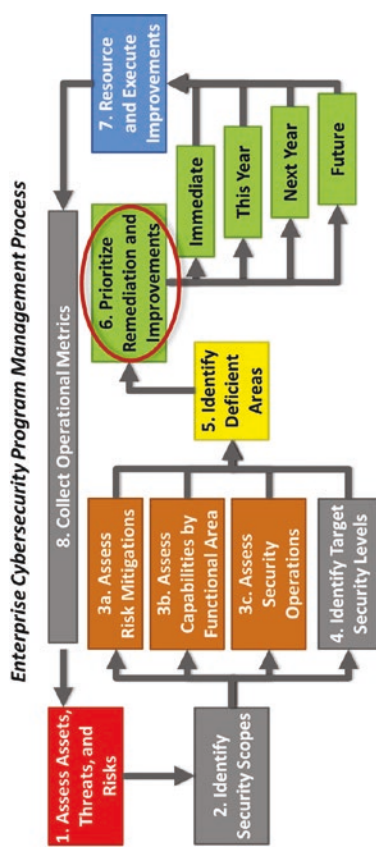 Enterprise Cybersecurity Program Management Process
8. Collect Operational Metrics
1. Assess Assets,
Threats, and
Risks
2. Identify
Security Scopes
3a. Assess
Risk Mitigations
3b. Assess
Capabilities by
Functional Area
3c. Assess
Security
Operations
4. Identify Target
Security Levels
5. Identify
Deficient
Areas
6. Prioritize
Remediation and
Improvements
Immediate
This Year
Next Year
Future
7. Resource
and Execute
Improvements